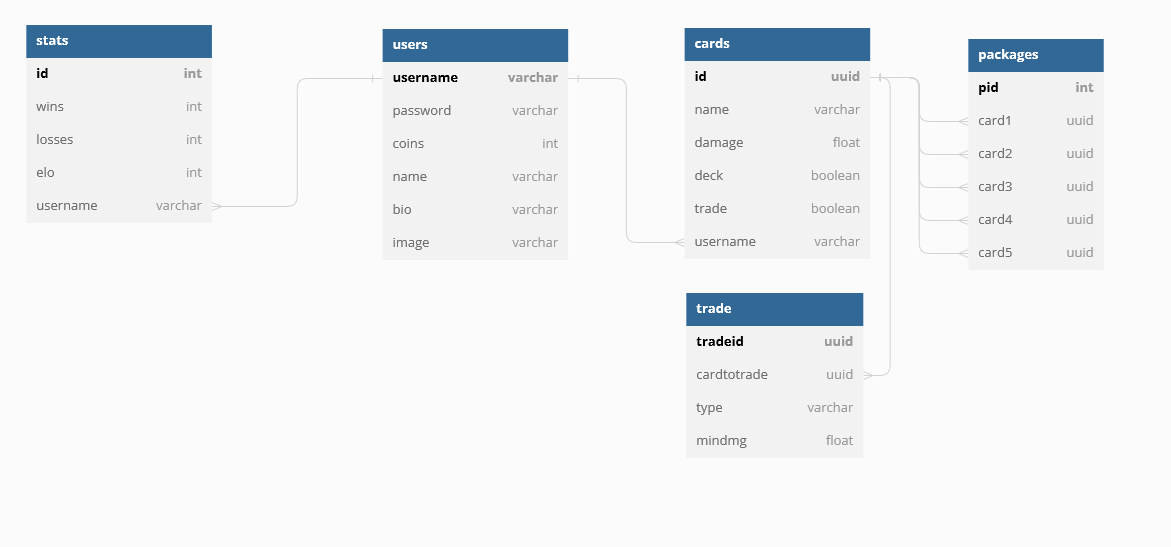 stats
id int
wins int
losses int
elo int
username varchar
users
username varchar
password varchar
coins int
name varchar
bio varchar
image varchar
cards
id uuid
name varchar
damage float
deck boolean
trade boolean
username varchar
packages
pid int
card1 uuid
card2 uuid
card3 uuid
card4 uuid
card5 uuid
trade
tradeid uuid
cardtotrade uuid
type varchar
mindmg float